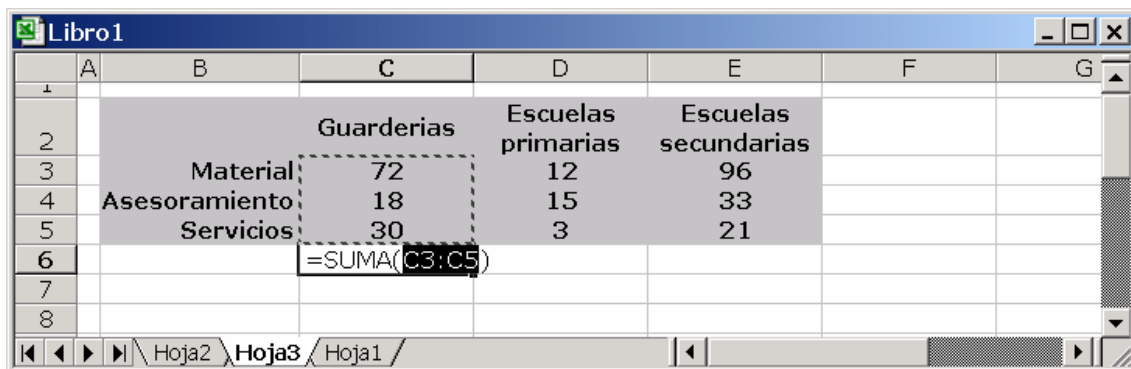 Libro1
A B C D E F G
1
Guarderias Escuelas primarias Escuelas secundarias
2
3 Material 72 12 96
4 Asesoramiento 18 15 33
5 Servicios 30 3 21
6 =SUMA(C3:C5)
7
8
Hoja2 Hoja3 Hoja1